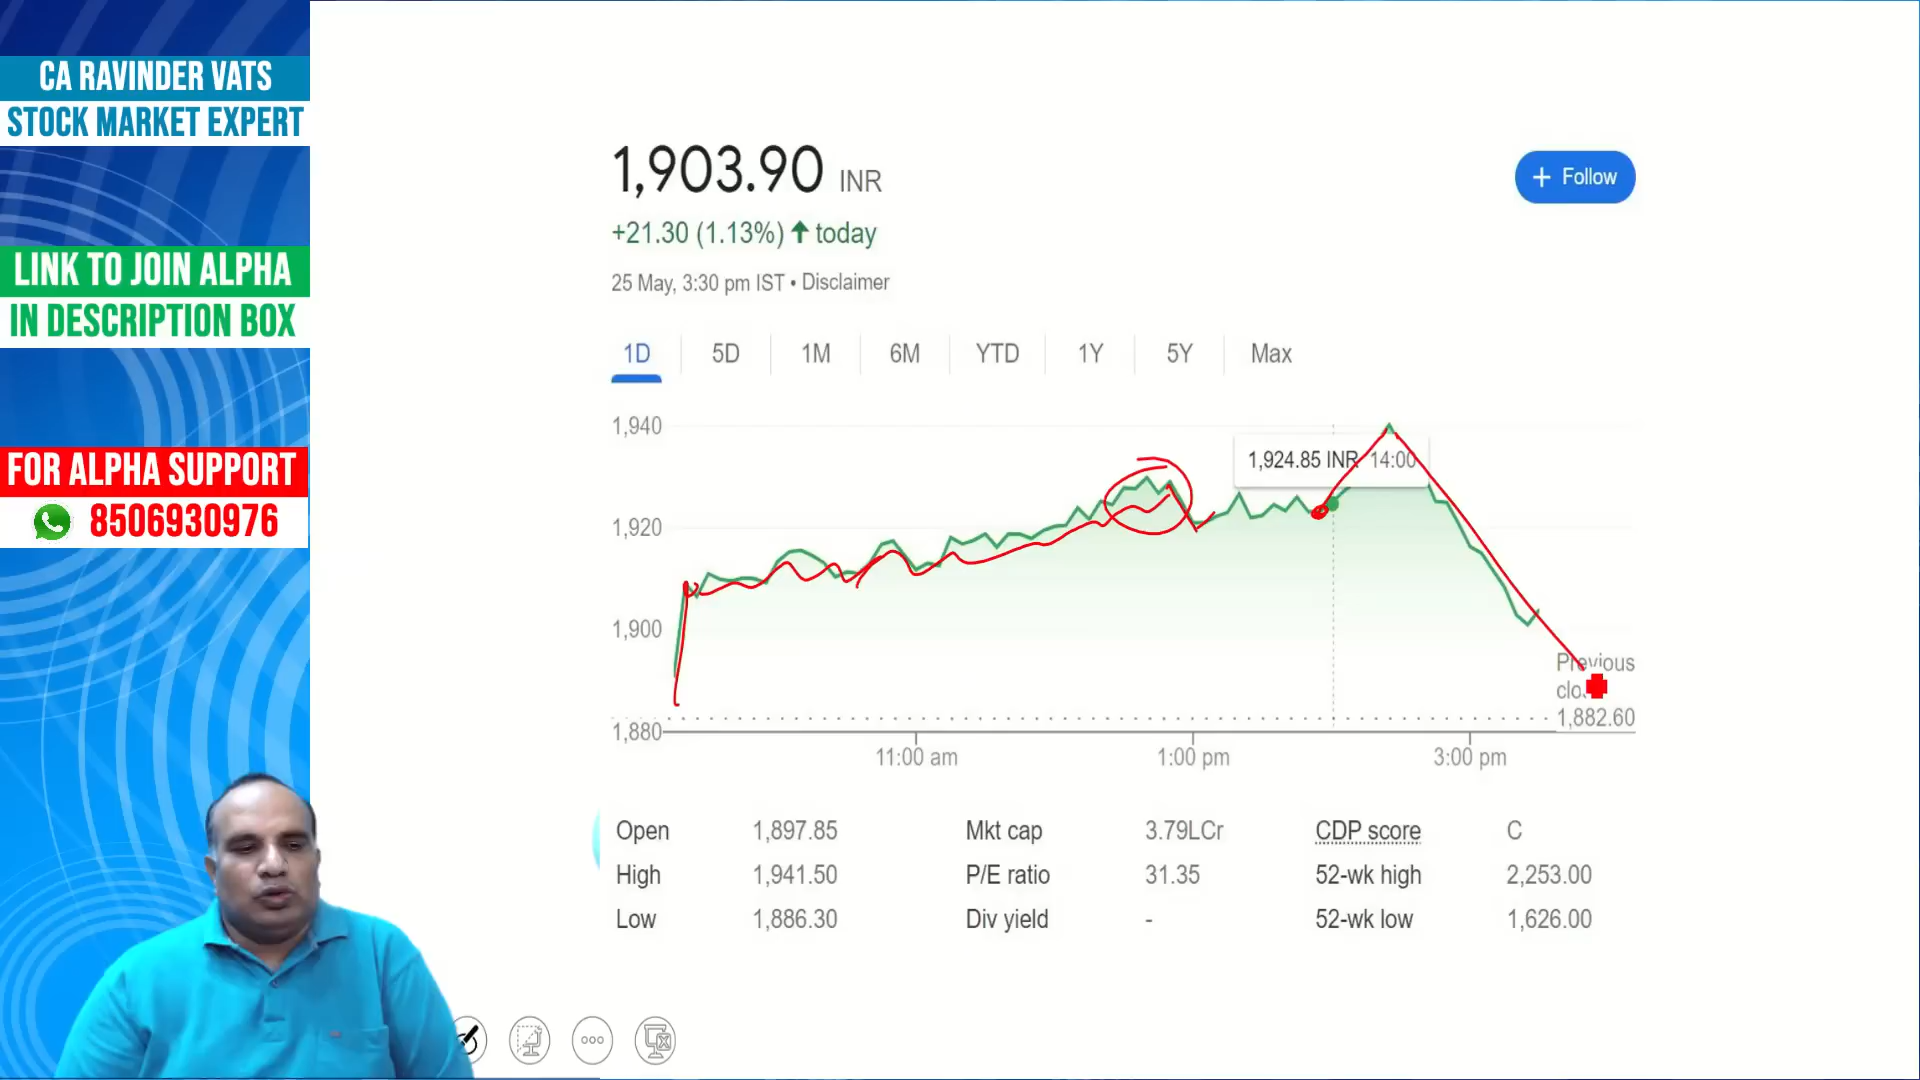 CA RAVINDER VATS
STOCK MARKET EXPERT
LINK TO JOIN ALPHA
IN DESCRIPTION BOX
FOR ALPHA SUPPORT
8506930976
1,903.90 INR
+ Follow
+21.30 (1.13%) ↑ today
25 May, 3:30 pm IST • Disclaimer
1D 5D 1M 6M YTD 1Y 5Y Max
1,940
1,924.85 INR 14:00
1,920
1,900
Previous
1,882.60
1,880
11:00 am 1:00 pm 3:00 pm
Open 1,897.85 Mkt cap 3.79LCr CDP score C
High 1,941.50 P/E ratio 31.35 52-wk high 2,253.00
Low 1,886.30 Div yield - 52-wk low 1,626.00